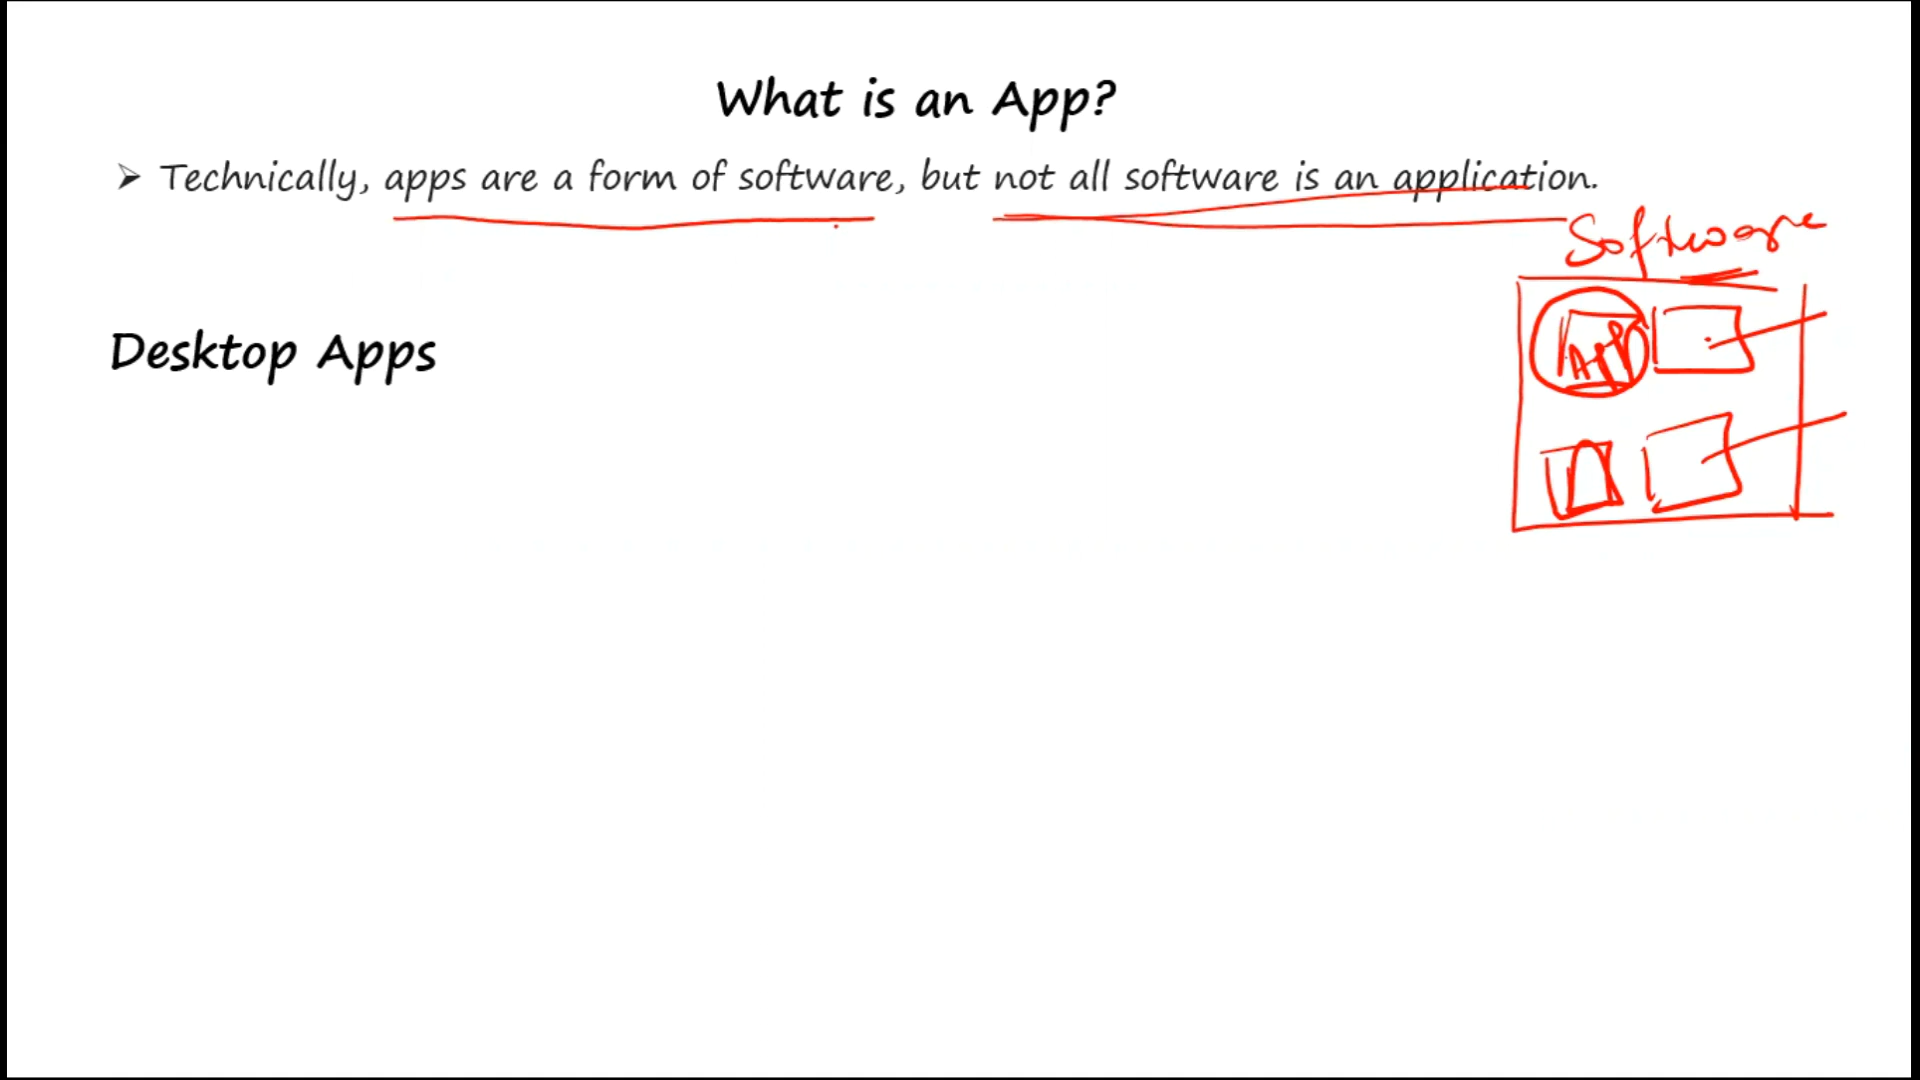 What is an App?
➢ Technically, apps are a form of software, but not all software is an application.
Software
APP
Desktop Apps